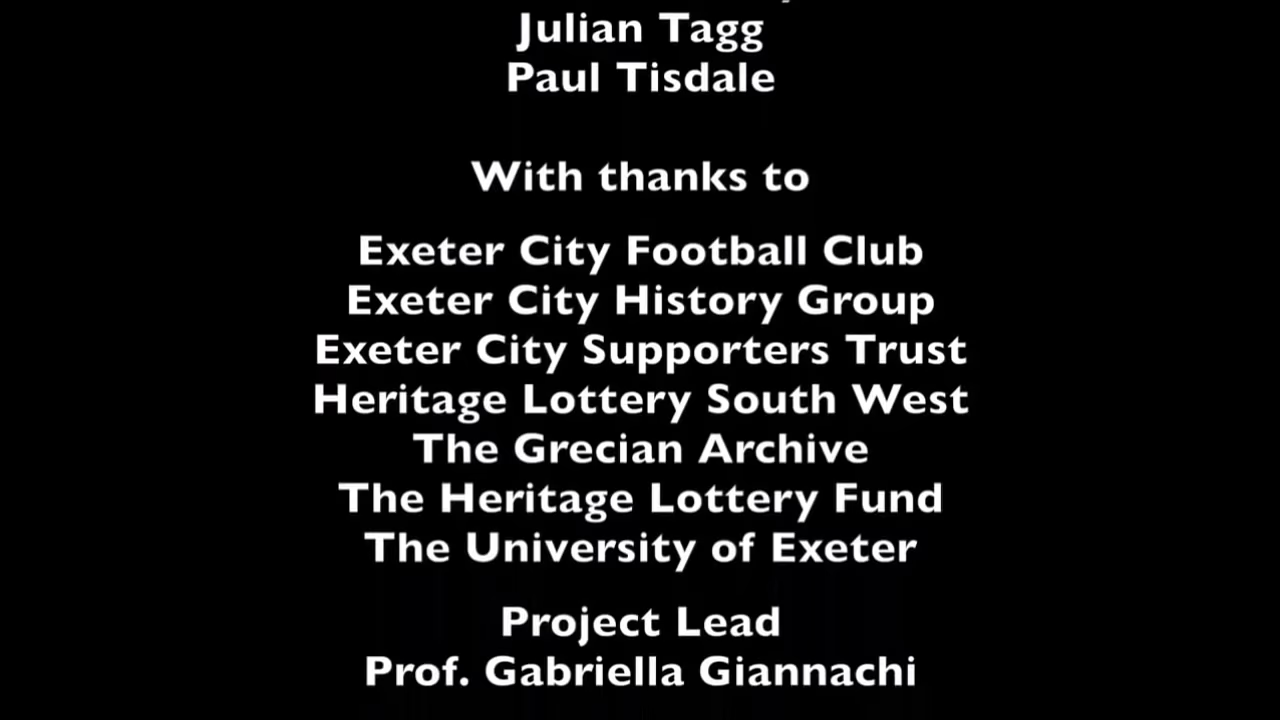 Julian Tagg
Paul Tisdale
With thanks to
Exeter City Football Club
Exeter City History Group
Exeter City Supporters Trust
Heritage Lottery South West
The Grecian Archive
The Heritage Lottery Fund
The University of Exeter
Project Lead
Prof. Gabriella Giannachi